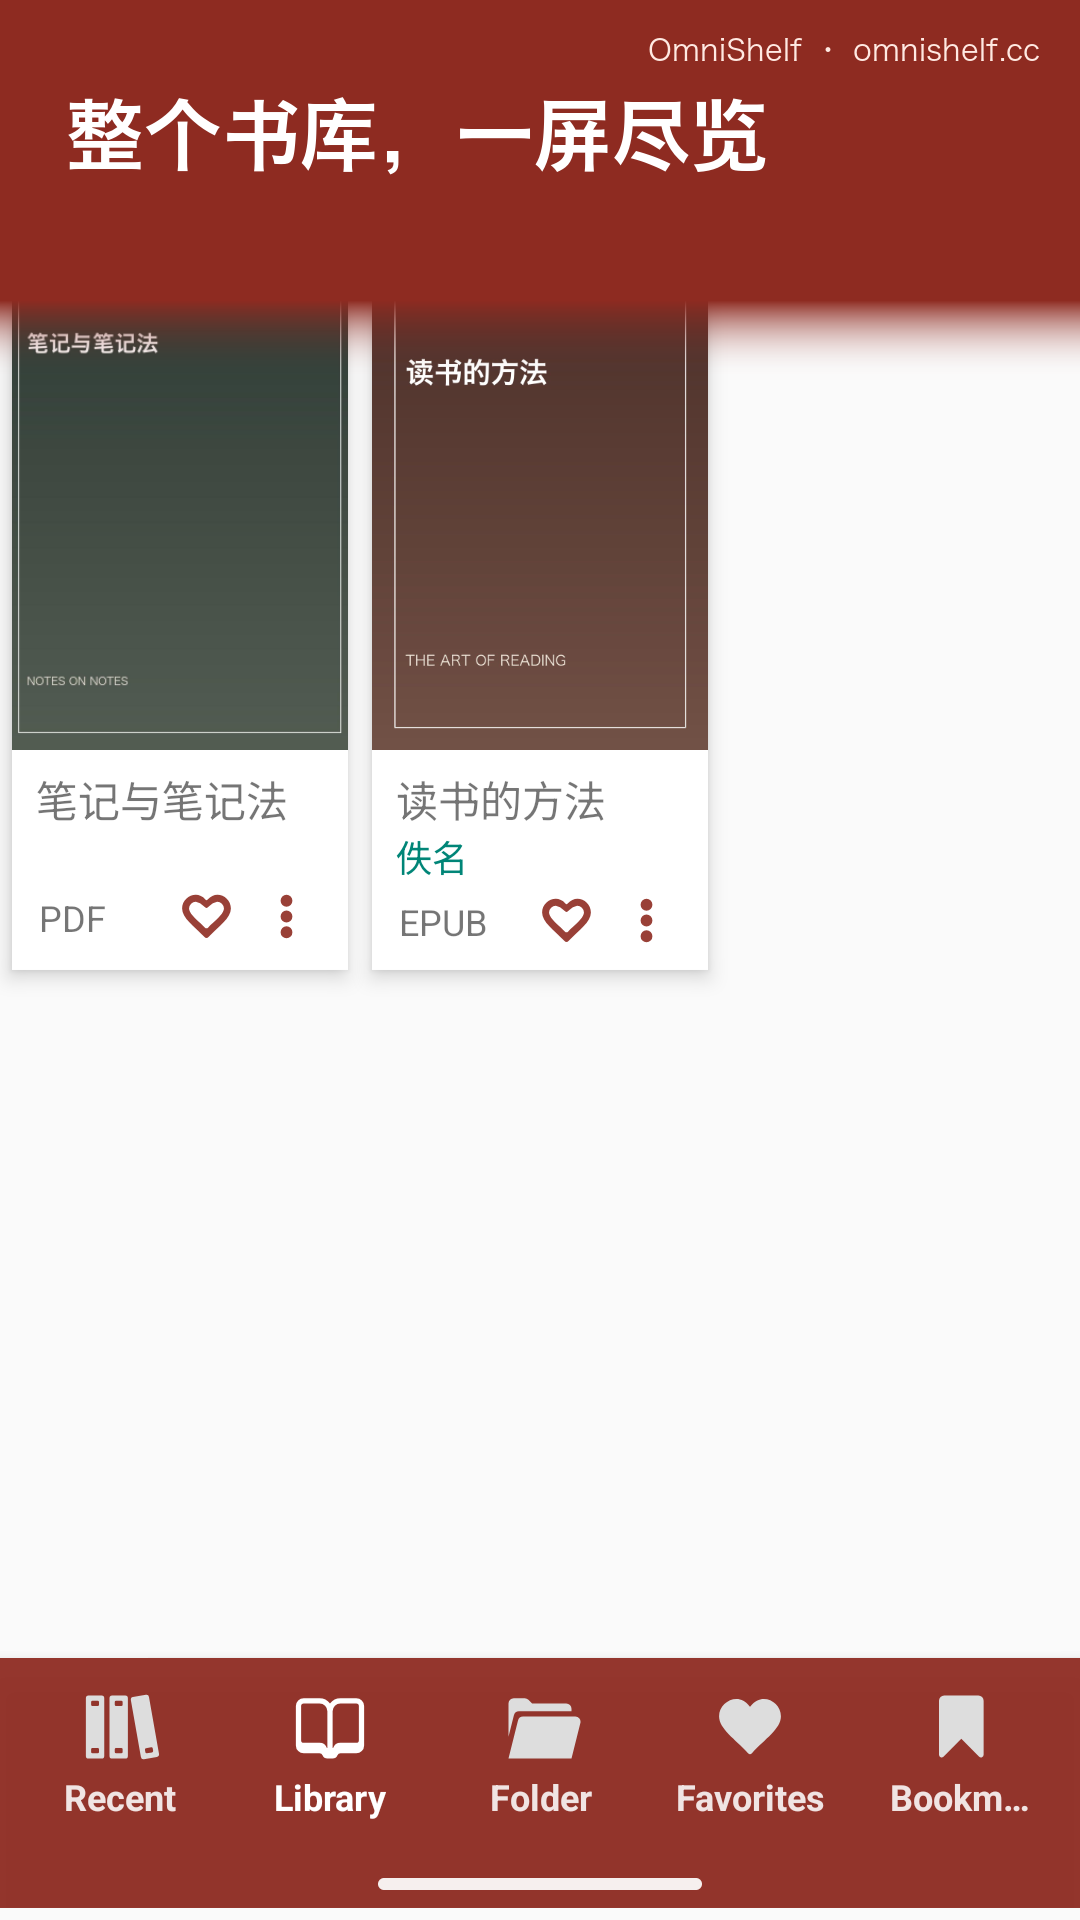 OmniShelf · omnishelf.cc
整个书库，一屏尽览
笔记与笔记法
NOTES ON NOTES
读书的方法
THE ART OF READING
笔记与笔记法
PDF
读书的方法
佚名
EPUB
Recent
Library
Folder
Favorites
Bookm...